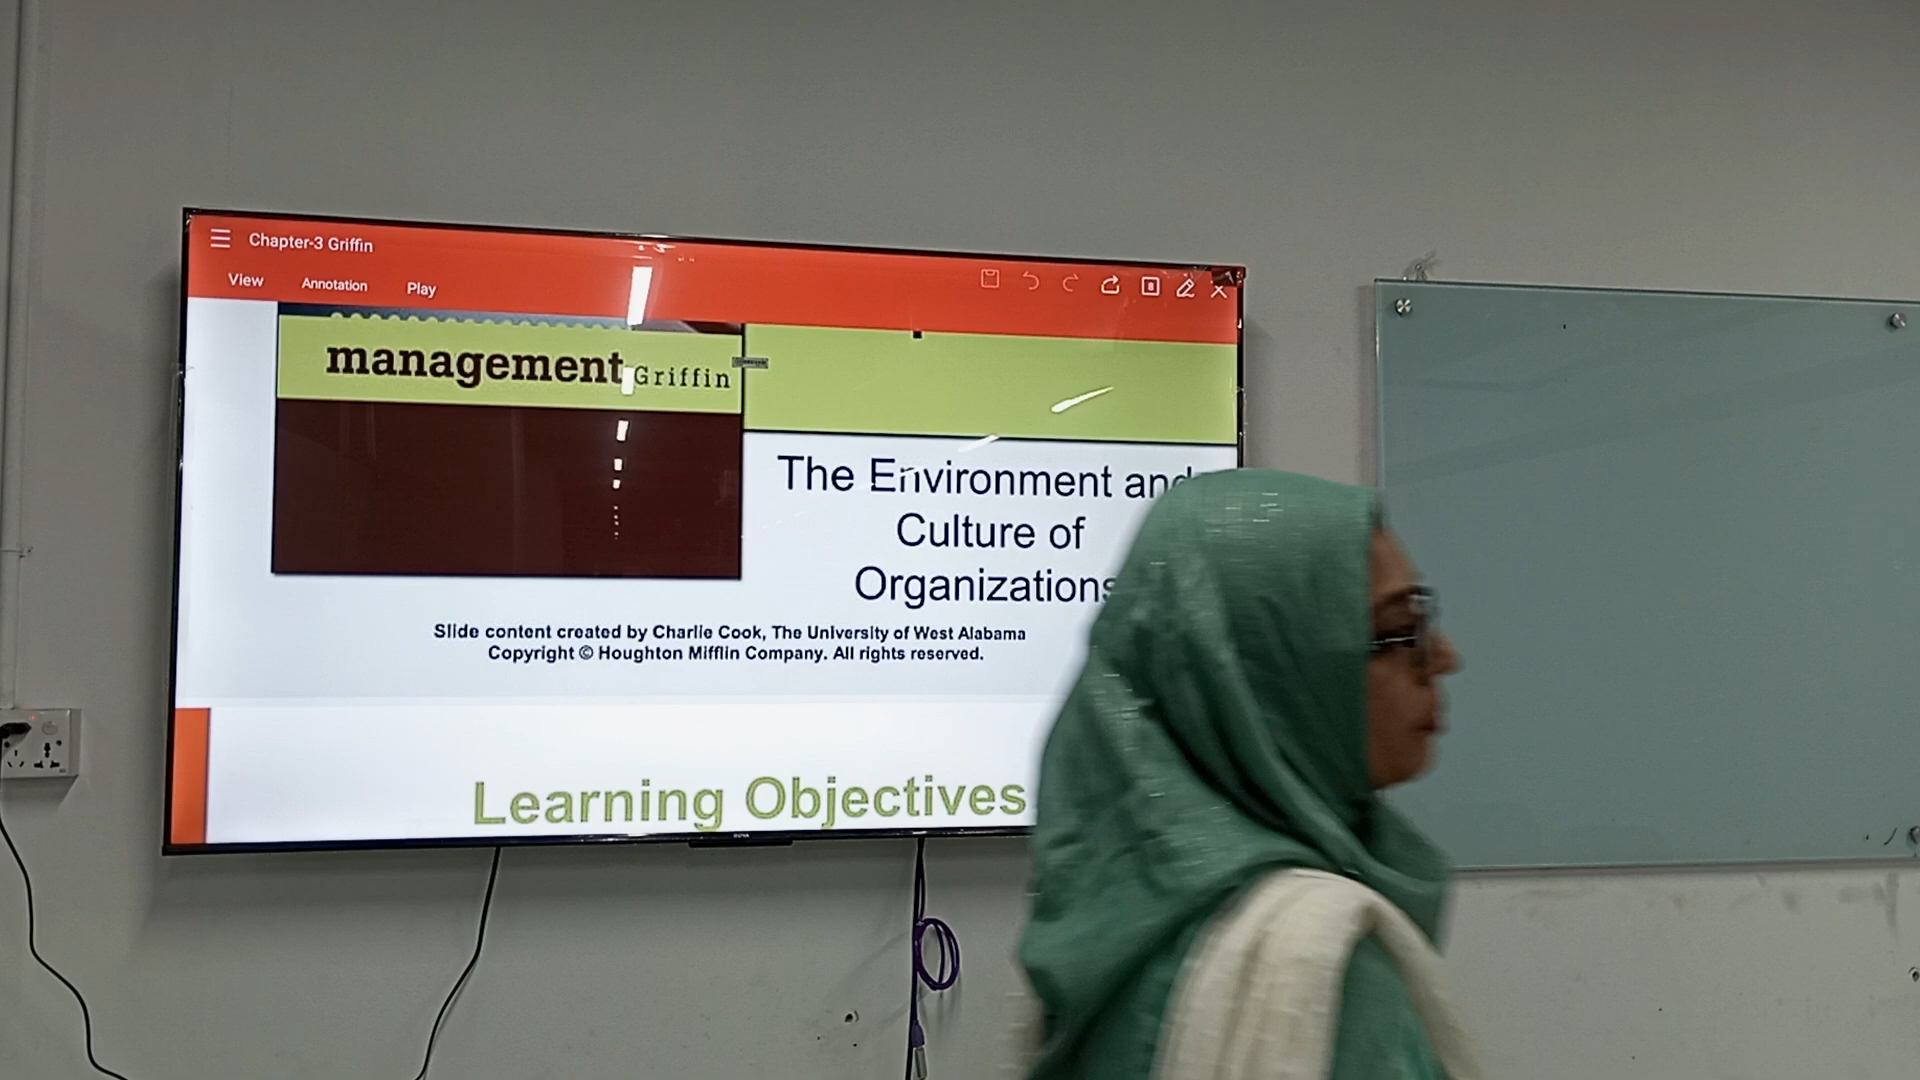 Chapter-3 Griffin
View Annotation Play
management Griffin
The Environment and
Culture of
Organizations
Slide content created by Charlie Cook, The University of West Alabama
Copyright © Houghton Mifflin Company. All rights reserved.
Learning Objectives